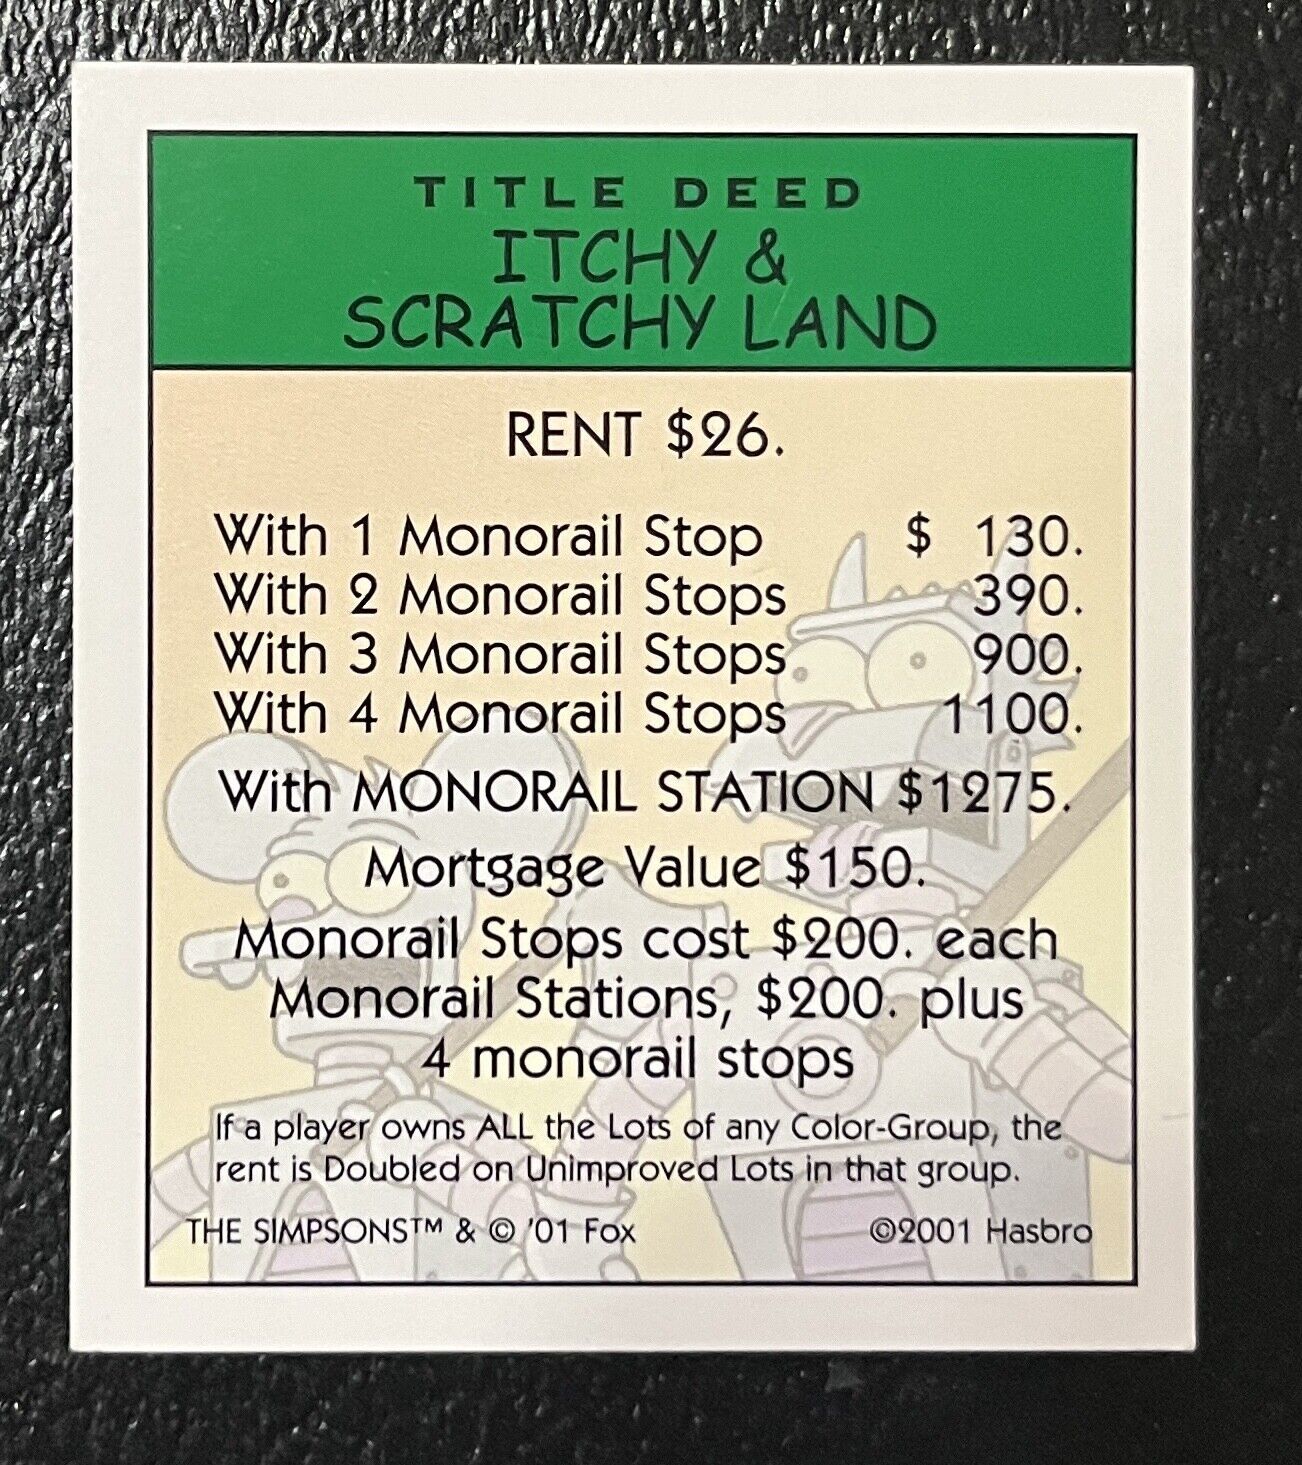 TITLE DEED
ITCHY &
SCRATCHY LAND
RENT $26.
With 1 Monorail Stop $ 130.
With 2 Monorail Stops 390.
With 3 Monorail Stops 900.
With 4 Monorail Stops 1100.
With MONORAIL STATION $1275.
Mortgage Value $150.
Monorail Stops cost $200. each
Monorail Stations, $200. plus
4 monorail stops
If a player owns ALL the Lots of any Color-Group, the
rent is Doubled on Unimproved Lots in that group.
THE SIMPSONS™ & © '01 Fox ©2001 Hasbro